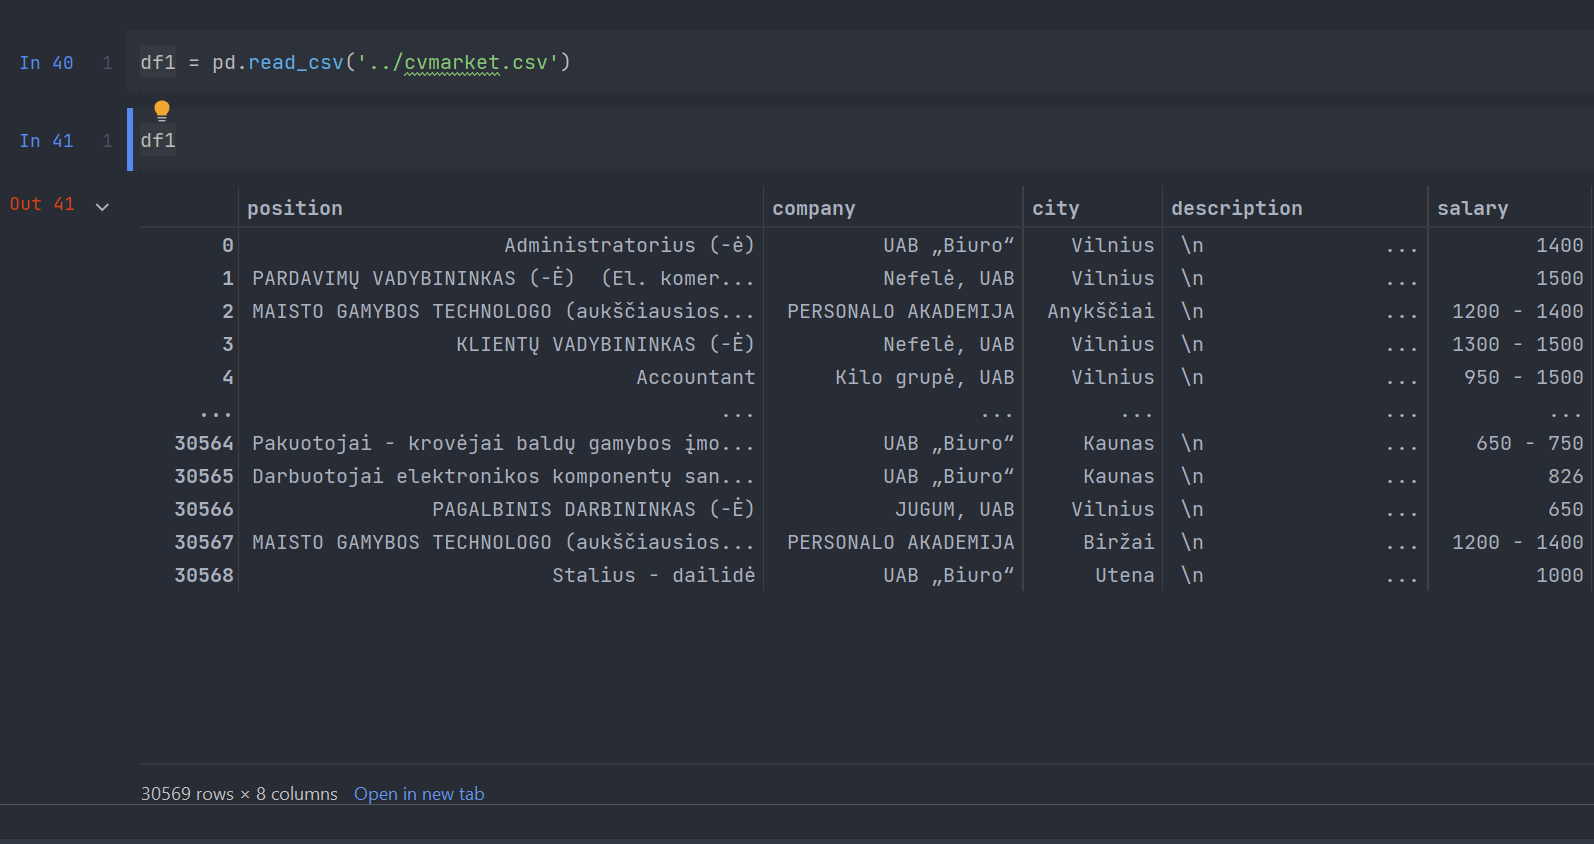 In 40 1 df1 = pd.read_csv('../cvmarket.csv')
In 41 1 df1
Out 41
position company city description salary
0 Administratorius (-ė) UAB „Biuro“ Vilnius \n ... 1400
1 PARDAVIMŲ VADYBININKAS (-Ė)  (El. komer... Nefelė, UAB Vilnius \n ... 1500
2 MAISTO GAMYBOS TECHNOLOGO (aukščiausios... PERSONALO AKADEMIJA Anykščiai \n ... 1200 - 1400
3 KLIENTŲ VADYBININKAS (-Ė) Nefelė, UAB Vilnius \n ... 1300 - 1500
4 Accountant Kilo grupė, UAB Vilnius \n ... 950 - 1500
... ... ... ... ... ...
30564 Pakuotojai - krovėjai baldų gamybos įmo... UAB „Biuro“ Kaunas \n ... 650 - 750
30565 Darbuotojai elektronikos komponentų san... UAB „Biuro“ Kaunas \n ... 826
30566 PAGALBINIS DARBININKAS (-Ė) JUGUM, UAB Vilnius \n ... 650
30567 MAISTO GAMYBOS TECHNOLOGO (aukščiausios... PERSONALO AKADEMIJA Biržai \n ... 1200 - 1400
30568 Stalius - dailidė UAB „Biuro“ Utena \n ... 1000
30569 rows × 8 columns Open in new tab